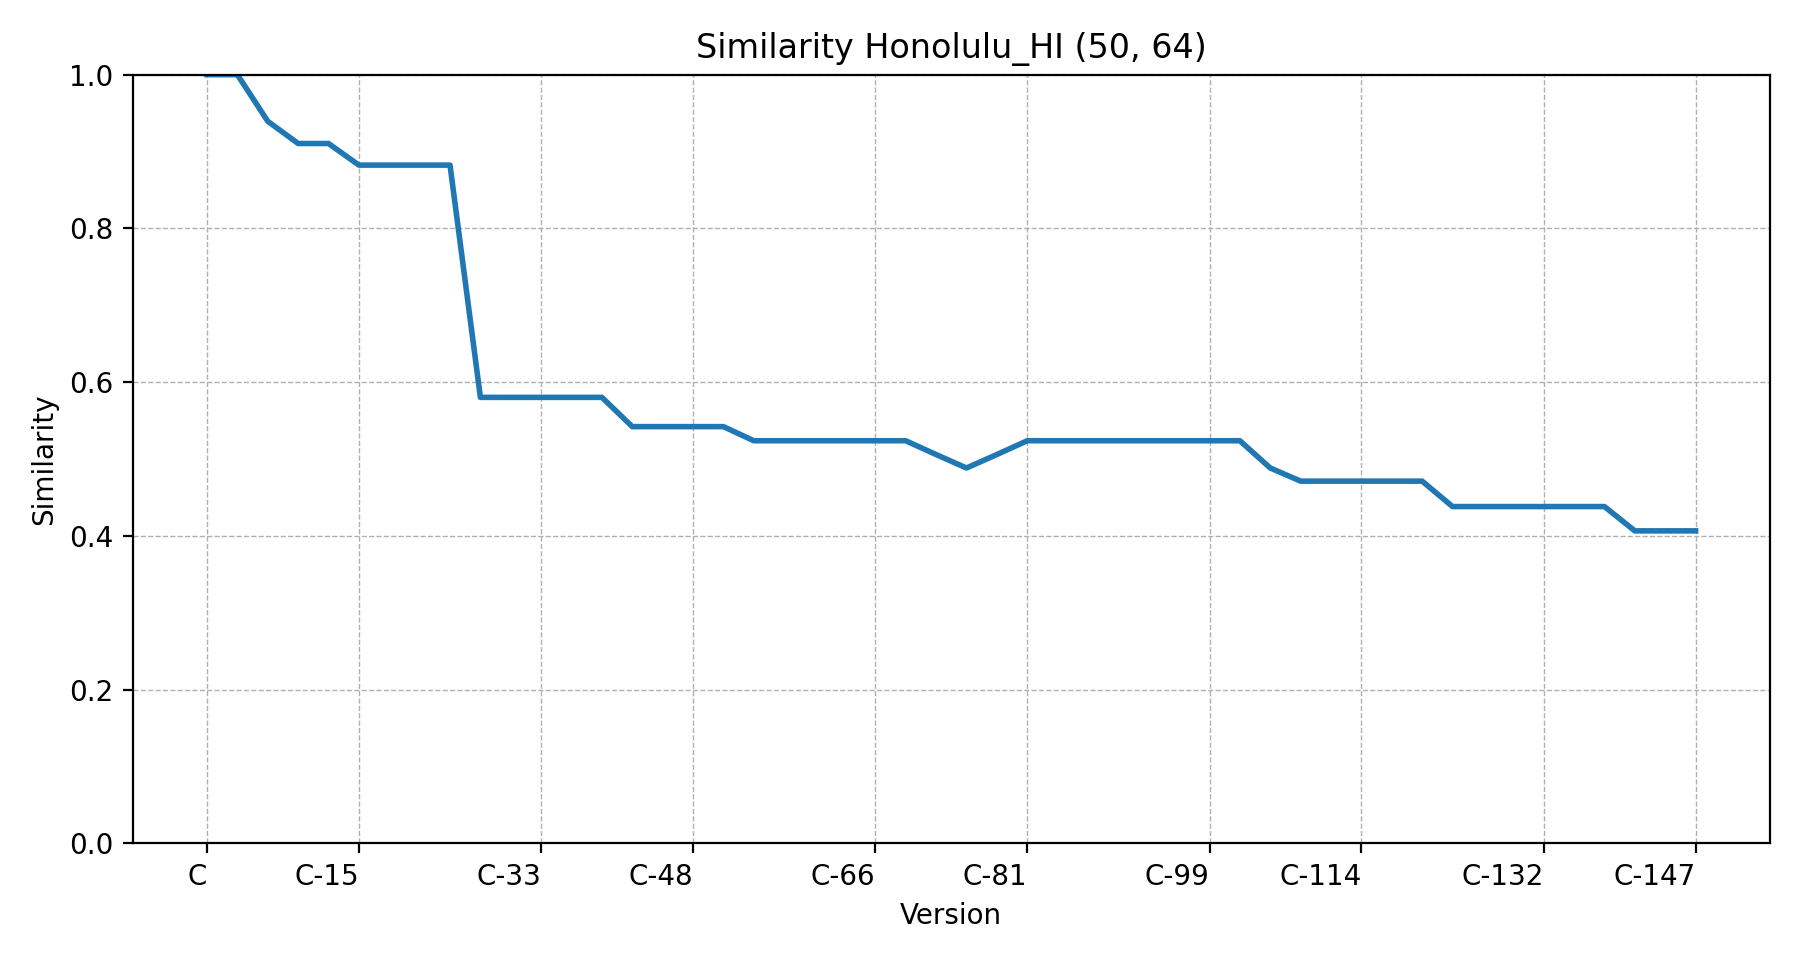 Similarity Honolulu_HI (50, 64)
1.0
0.8
0.6
0.4
0.2
0.0
Similarity
C C-15 C-33 C-48 C-66 C-81 C-99 C-114 C-132 C-147
Version